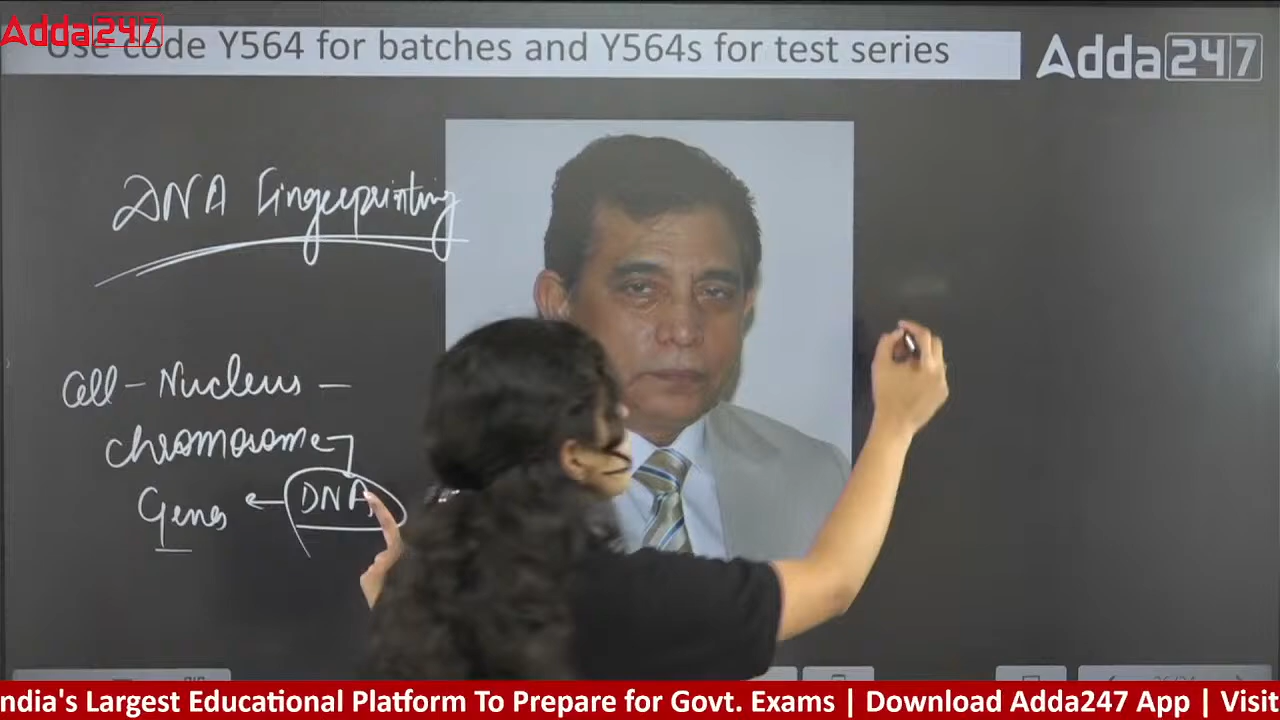 Adda247
Use code Y564 for batches and Y564s for test series
Adda247
DNA Fingerprinting
Cell - Nucleus -
Chromosome
Genes ← DNA
ndia's Largest Educational Platform To Prepare for Govt. Exams | Download Adda247 App | Visit